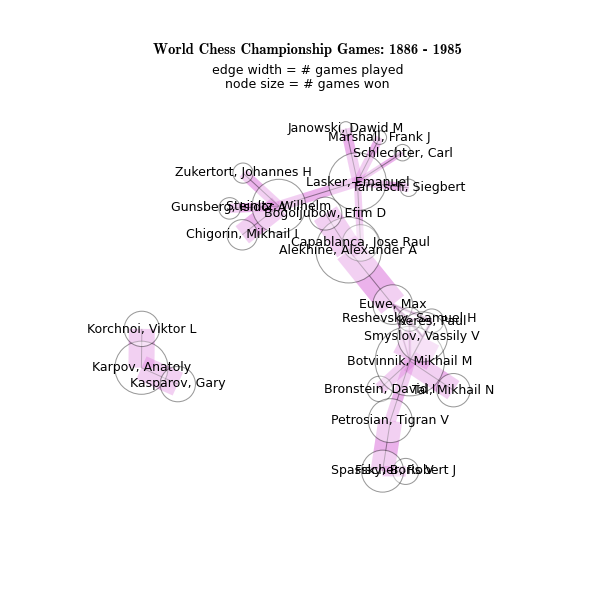 World Chess Championship Games: 1886 - 1985
edge width = # games played
node size = # games won
Janowski, Dawid M
Marshall, Frank J
Schlechter, Carl
Zukertort, Johannes H
Lasker, Emanuel
Tarrasch, Siegbert
Gunsberg, Isidor A
Steinitz, Wilhelm
Bogoljubow, Efim D
Chigorin, Mikhail I
Capablanca, Jose Raul
Alekhine, Alexander A
Euwe, Max
Reshevsky, Samuel H
Keres, Paul
Korchnoi, Viktor L
Smyslov, Vassily V
Botvinnik, Mikhail M
Karpov, Anatoly
Kasparov, Gary
Bronstein, David I
Tal, Mikhail N
Petrosian, Tigran V
Spassky, Boris V
Fischer, Robert J